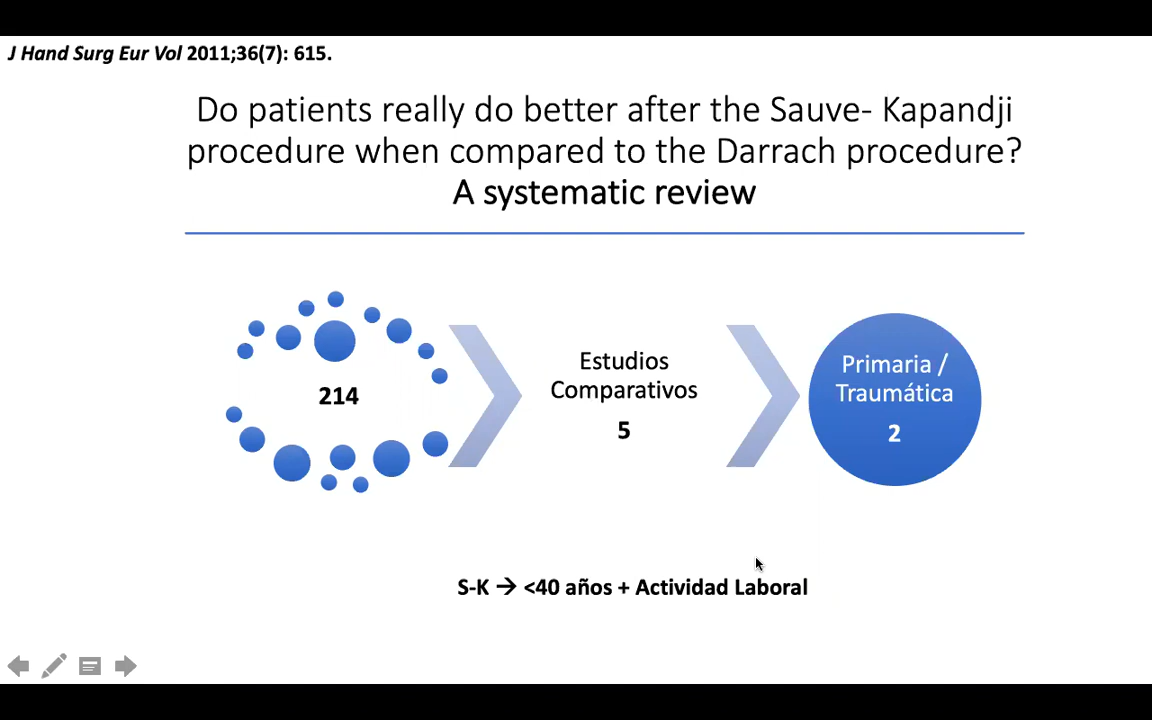 J Hand Surg Eur Vol 2011;36(7): 615.
Do patients really do better after the Sauve- Kapandji
procedure when compared to the Darrach procedure?
A systematic review
214
Estudios
Comparativos
5
Primaria /
Traumática
2
S-K → <40 años + Actividad Laboral